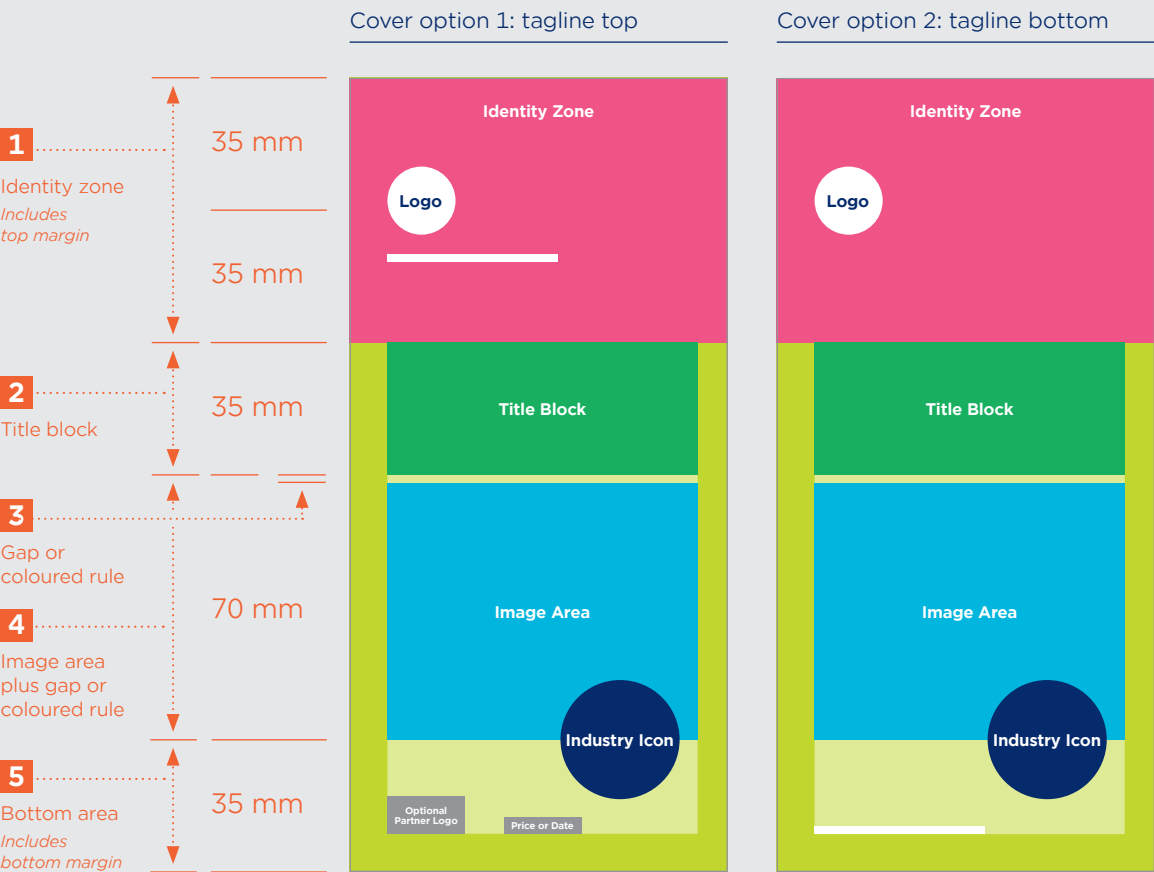 Cover option 1: tagline top
Cover option 2: tagline bottom
1
Identity zone
Includes
top margin
35 mm
35 mm
2
Title block
35 mm
3
Gap or
coloured rule
4
Image area
plus gap or
coloured rule
70 mm
5
Bottom area
Includes
bottom margin
35 mm
Identity Zone
Logo
Title Block
Image Area
Industry Icon
Optional
Partner Logo
Price or Date
Identity Zone
Logo
Title Block
Image Area
Industry Icon